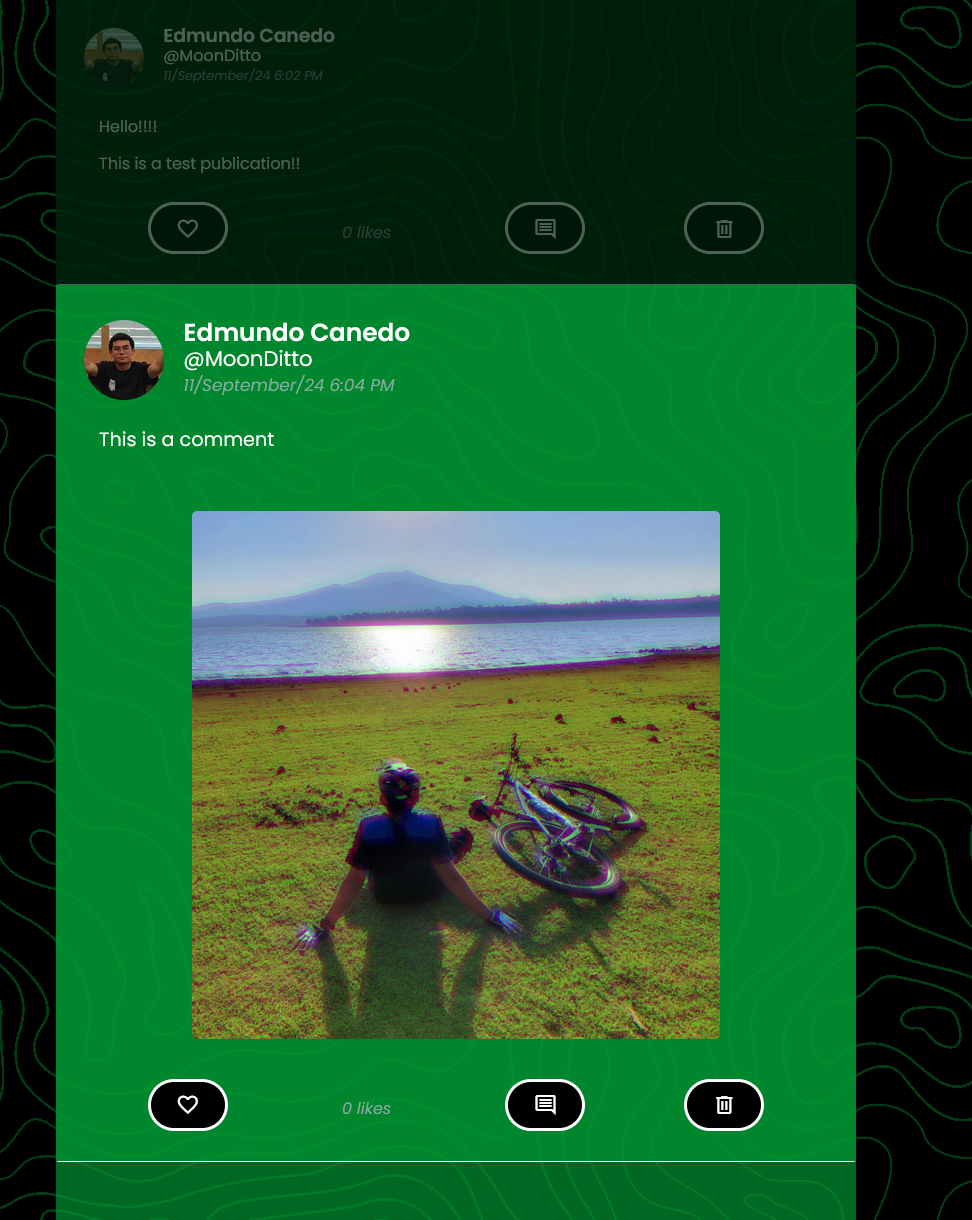 Edmundo Canedo
@MoonDitto
11/September/24 6:02 PM
Hello!!!!
This is a test publication!!
0 likes
Edmundo Canedo
@MoonDitto
11/September/24 6:04 PM
This is a comment
0 likes